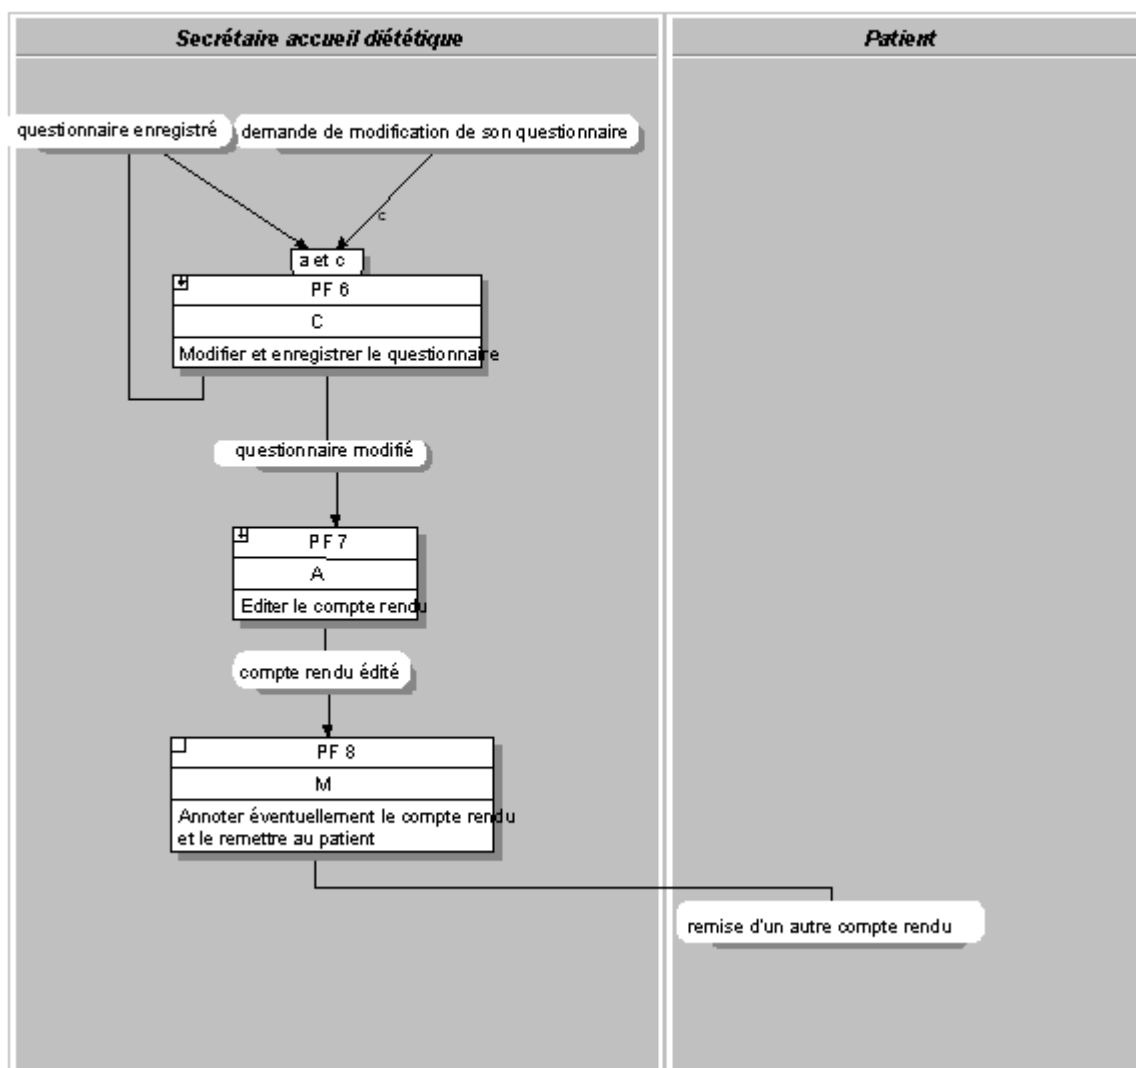 Secrétaire accueil diététique
Patient
questionnaire enregistré
demande de modification de son questionnaire
c
a et c
PF 6
C
Modifier et enregistrer le questionnaire
questionnaire modifié
PF 7
A
Editer le compte rendu
compte rendu édité
PF 8
M
Annoter éventuellement le compte rendu
et le remettre au patient
remise d'un autre compte rendu